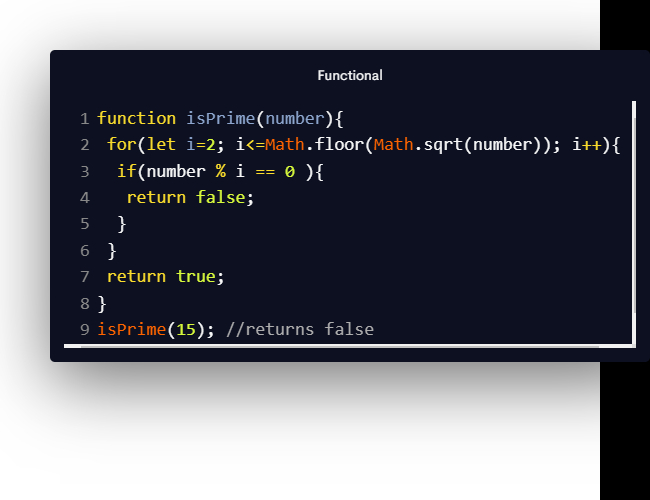 Functional
1 function isPrime(number){
2  for(let i=2; i<=Math.floor(Math.sqrt(number)); i++){
3   if(number % i == 0 ){
4    return false;
5   }
6  }
7  return true;
8 }
9 isPrime(15); //returns false